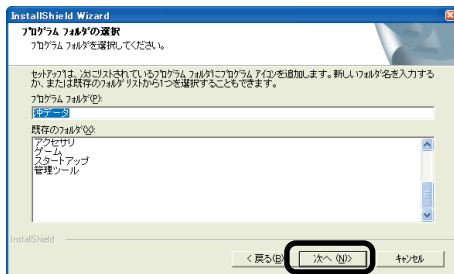 InstallShield Wizard
プログラム フォルダの選択
プログラム フォルダを選択してください。
セットアップは、次にリストされているプログラム フォルダにプログラム アイコンを追加します。新しいフォルダ名を入力する
か、または既存のフォルダ リストから1つを選択することもできます。
プログラム フォルダ(P):
沖データ
既存のフォルダ(X):
アクセサリ
ゲーム
スタートアップ
管理ツール
InstallShield
< 戻る(B)
次へ (N)>
キャンセル